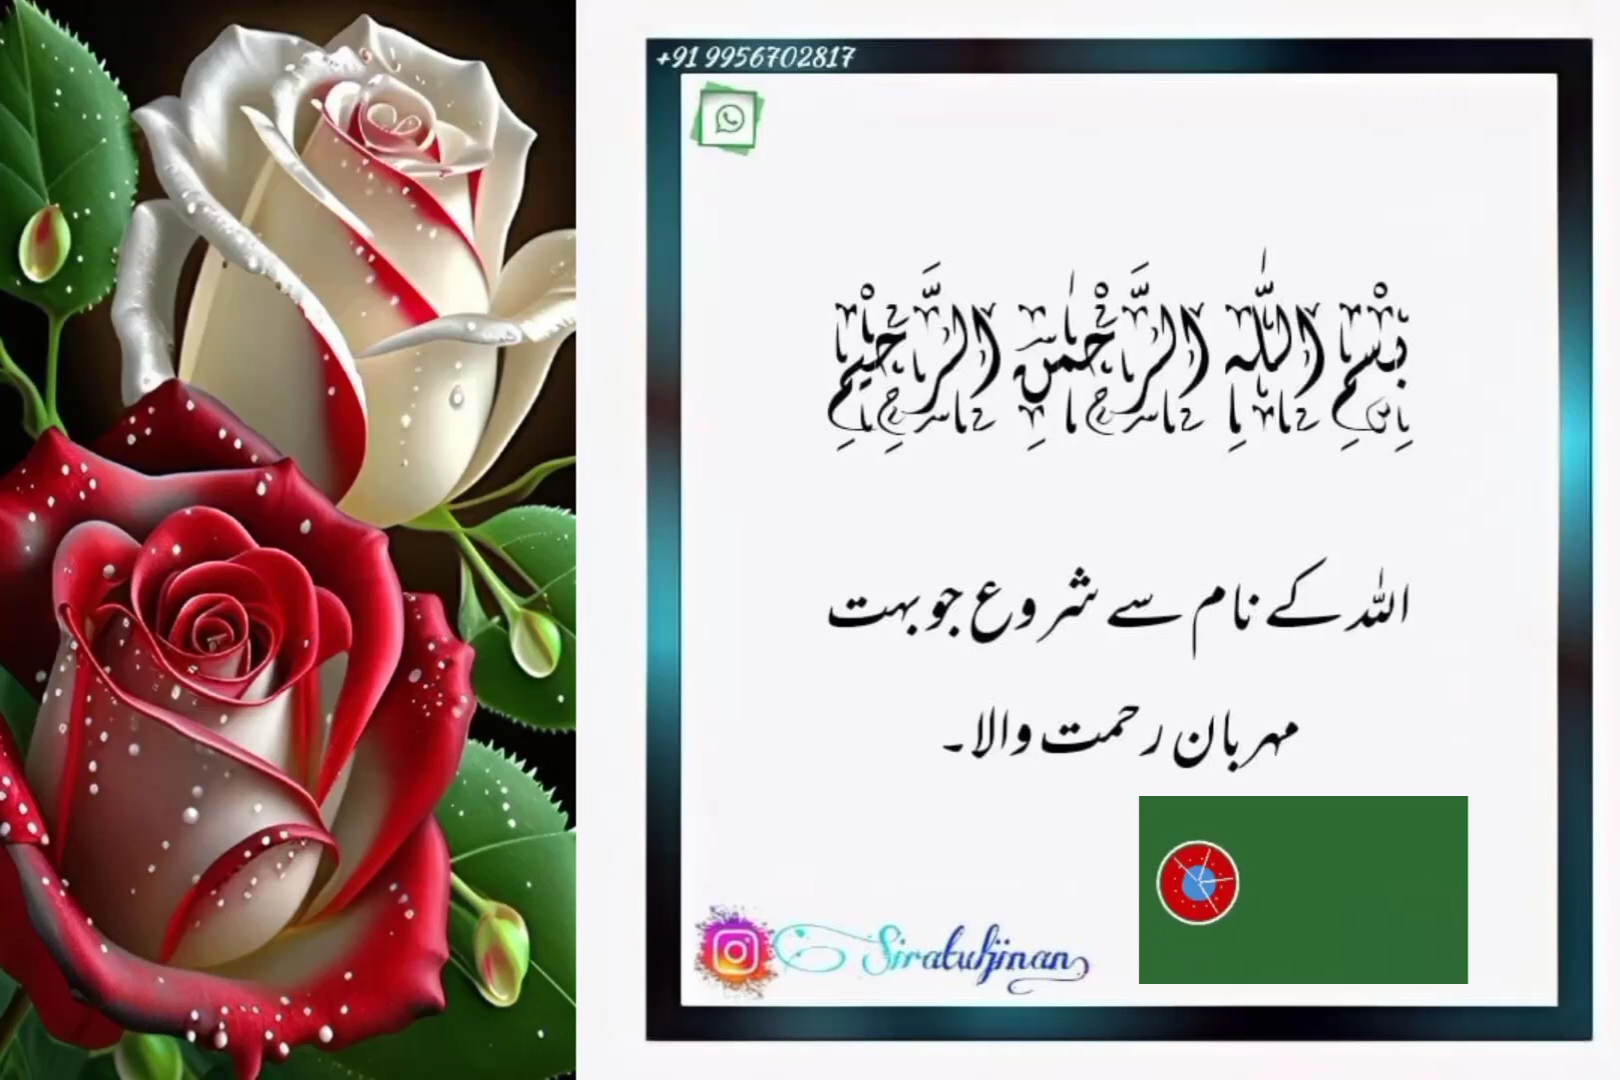 +91 9956702817
بِسْمِ اللّٰهِ الرَّحْمٰنِ الرَّحِيْمِ
اللہ کے نام سے شروع جو بہت
مہربان رحمت والا۔
Siratuljinan